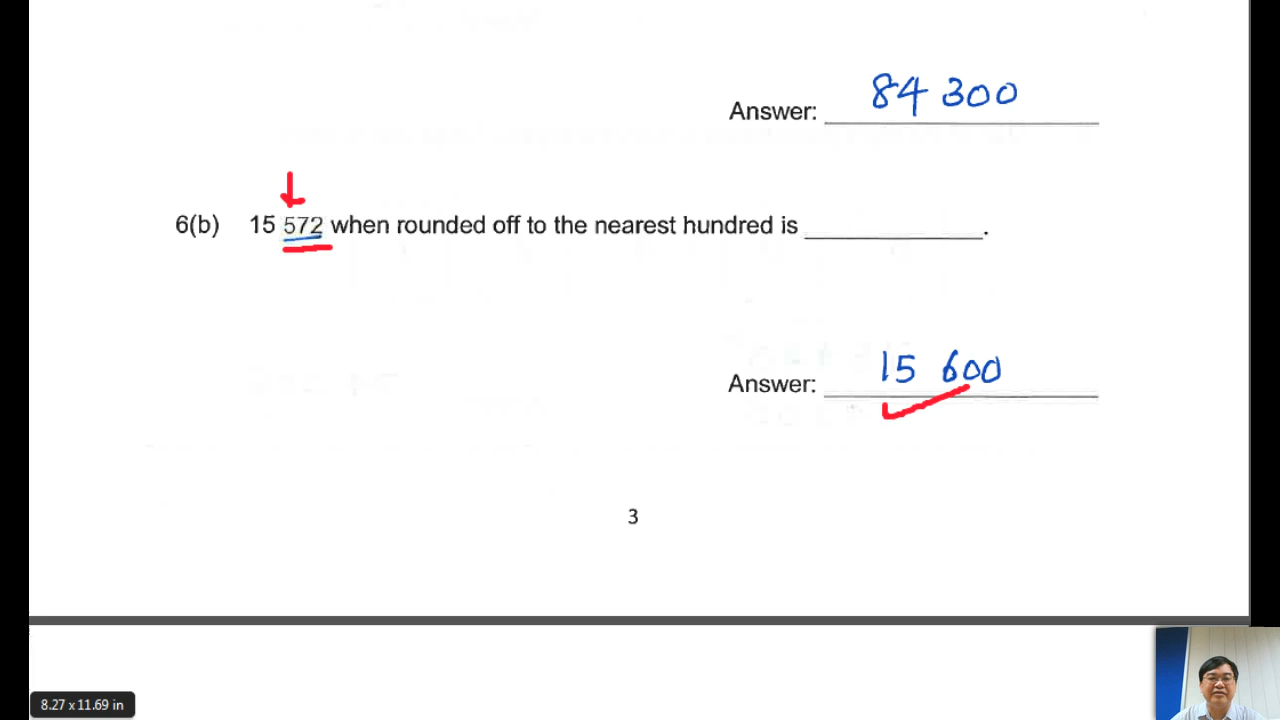 84 300
Answer:
6(b) 15 572 when rounded off to the nearest hundred is ____________.
15 600
Answer:
3
8.27 x 11.69 in